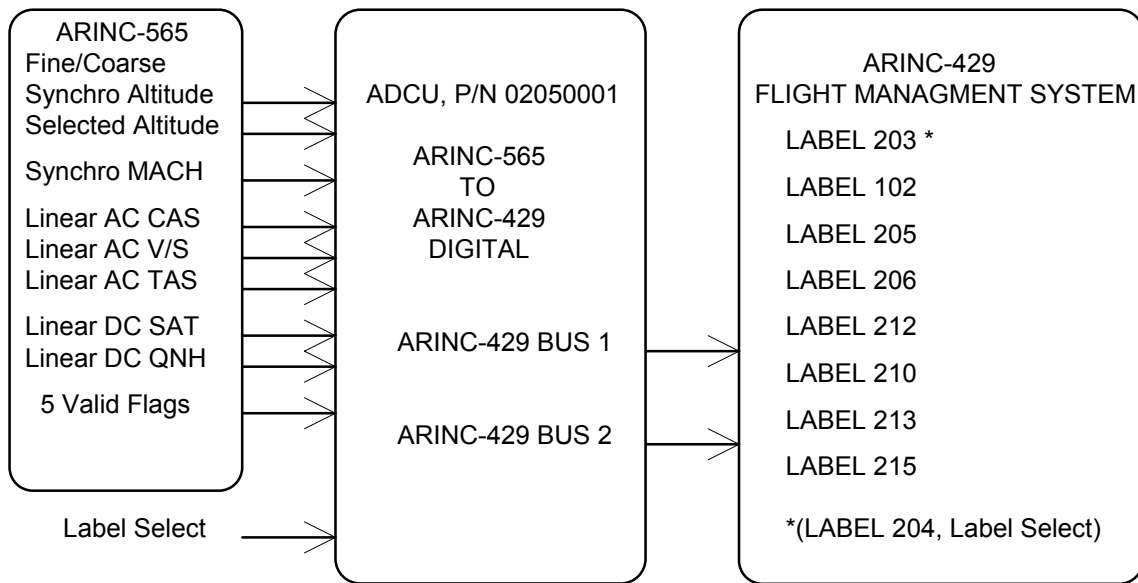 ARINC-565
Fine/Coarse
Synchro Altitude
Selected Altitude
Synchro MACH
Linear AC CAS
Linear AC V/S
Linear AC TAS
Linear DC SAT
Linear DC QNH
5 Valid Flags
Label Select
ADCU, P/N 02050001
ARINC-565
TO
ARINC-429
DIGITAL
ARINC-429 BUS 1
ARINC-429 BUS 2
ARINC-429
FLIGHT MANAGMENT SYSTEM
LABEL 203 *
LABEL 102
LABEL 205
LABEL 206
LABEL 212
LABEL 210
LABEL 213
LABEL 215
*(LABEL 204, Label Select)